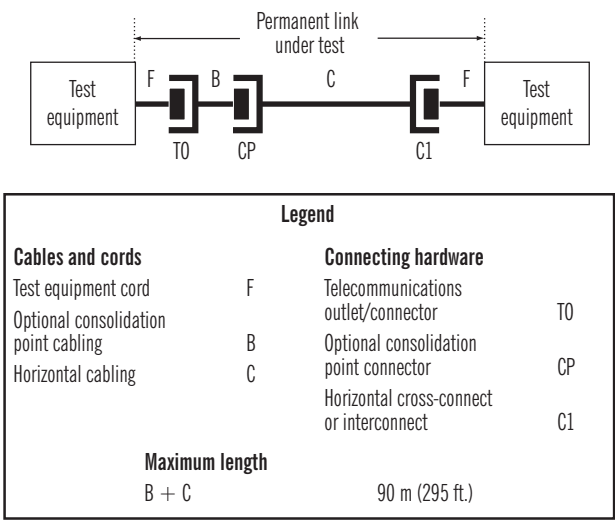 Permanent link
under test
F
B
C
F
Test
equipment
Test
equipment
TO
CP
C1
Legend
Cables and cords
Connecting hardware
Test equipment cord F
Telecommunications
outlet/connector TO
Optional consolidation
point cabling B
Optional consolidation
point connector CP
Horizontal cabling C
Horizontal cross-connect
or interconnect C1
Maximum length
B + C 90 m (295 ft.)